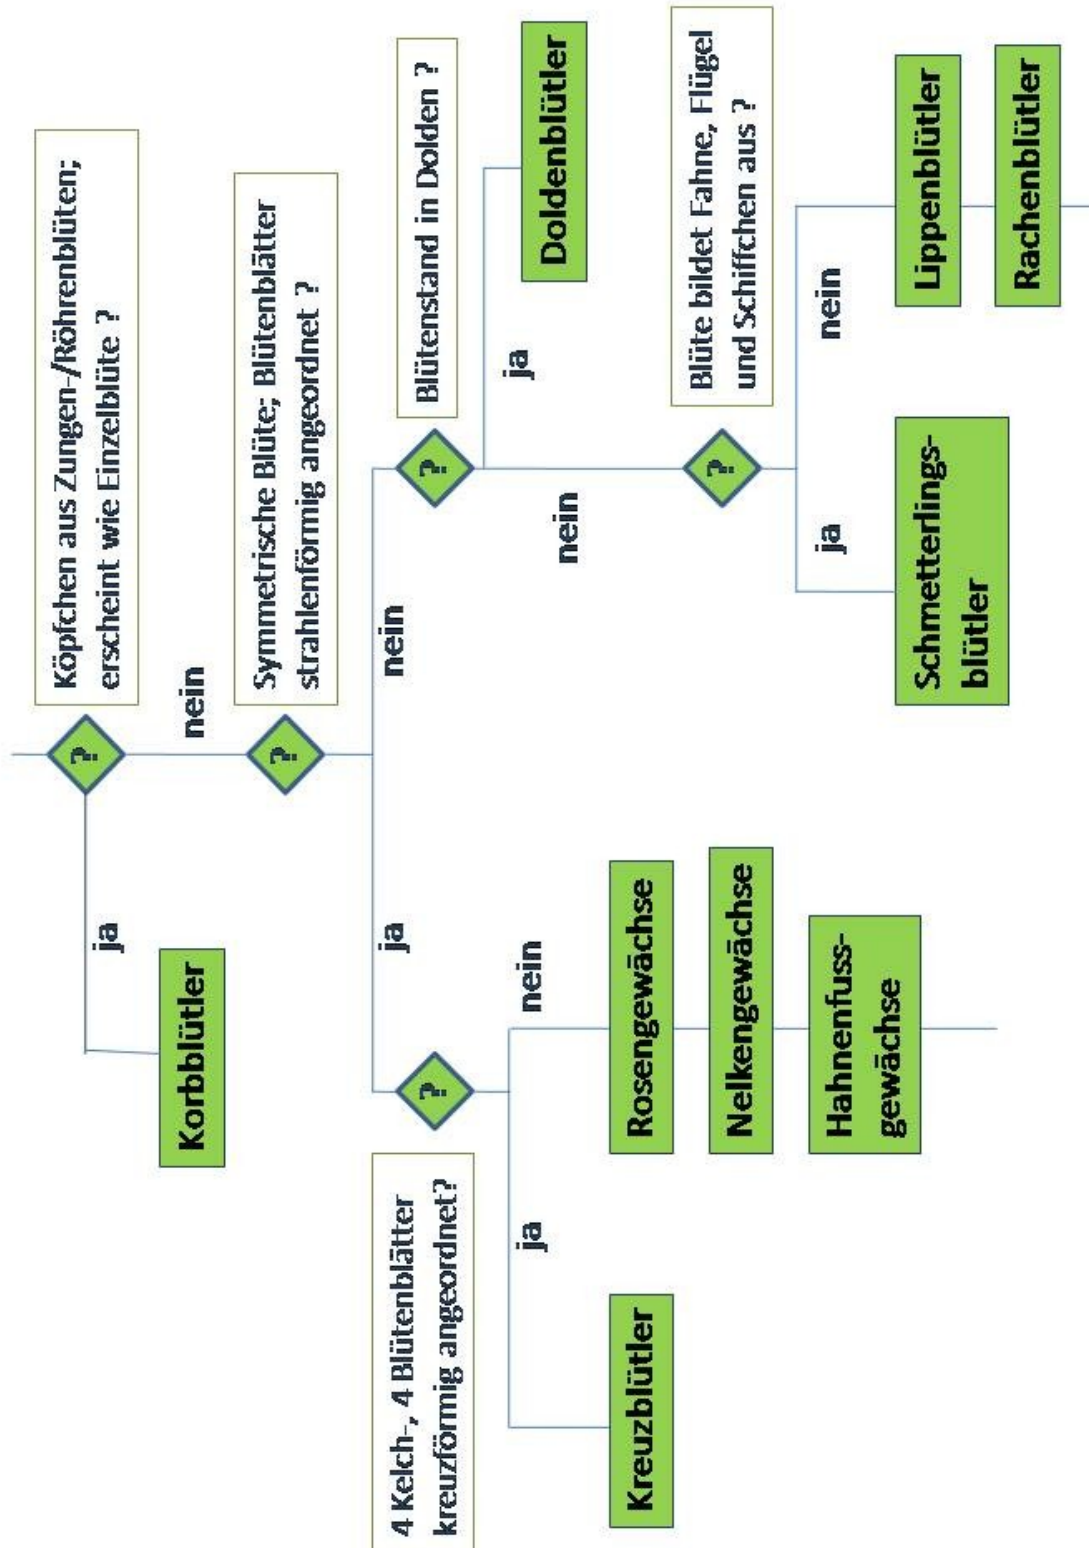 Köpfchen aus Zungen-/Röhrenblüten;
erscheint wie Einzelblüte ?
?
ja
nein
Korbblütler
Symmetrische Blüte; Blütenblätter
strahlenförmig angeordnet ?
?
ja
nein
4 Kelch-, 4 Blütenblätter
kreuzförmig angeordnet?
?
ja
nein
Kreuzblütler
Rosengewächse
Nelkengewächse
Hahnenfuss-
gewächse
Blütenstand in Dolden ?
?
ja
nein
Doldenblütler
Blüte bildet Fahne, Flügel
und Schiffchen aus ?
?
ja
nein
Schmetterlings-
blütler
Lippenblütler
Rachenblütler